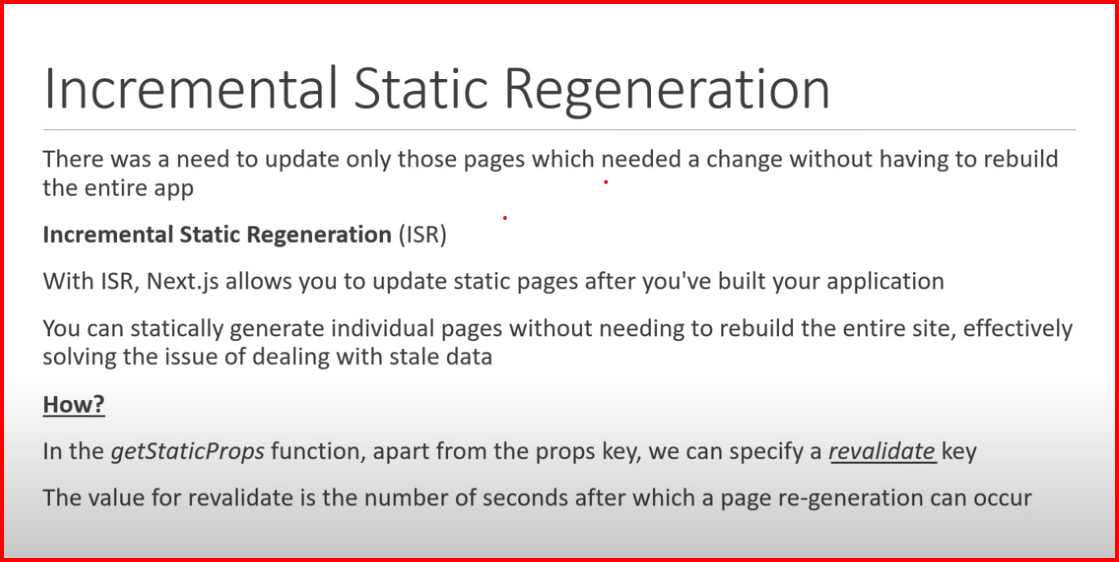 Incremental Static Regeneration
There was a need to update only those pages which needed a change without having to rebuild
the entire app
Incremental Static Regeneration (ISR)
With ISR, Next.js allows you to update static pages after you've built your application
You can statically generate individual pages without needing to rebuild the entire site, effectively
solving the issue of dealing with stale data
How?
In the getStaticProps function, apart from the props key, we can specify a revalidate key
The value for revalidate is the number of seconds after which a page re-generation can occur